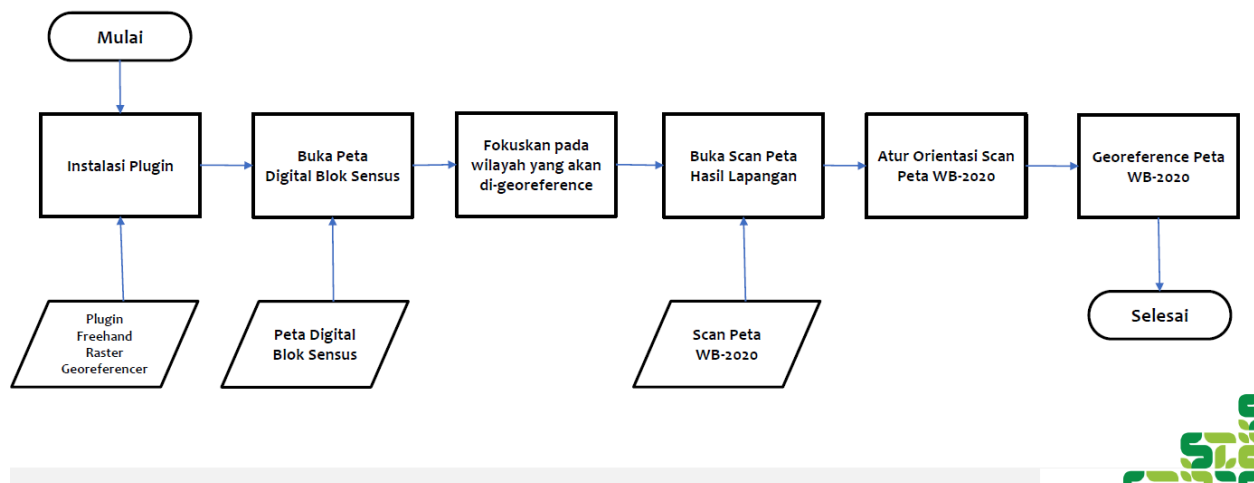 Mulai
Instalasi Plugin
Buka Peta
Digital Blok Sensus
Fokuskan pada
wilayah yang akan
di-georeference
Buka Scan Peta
Hasil Lapangan
Atur Orientasi Scan
Peta WB-2020
Georeference Peta
WB-2020
Plugin
Freehand
Raster
Georeferencer
Peta Digital
Blok Sensus
Scan Peta
WB-2020
Selesai